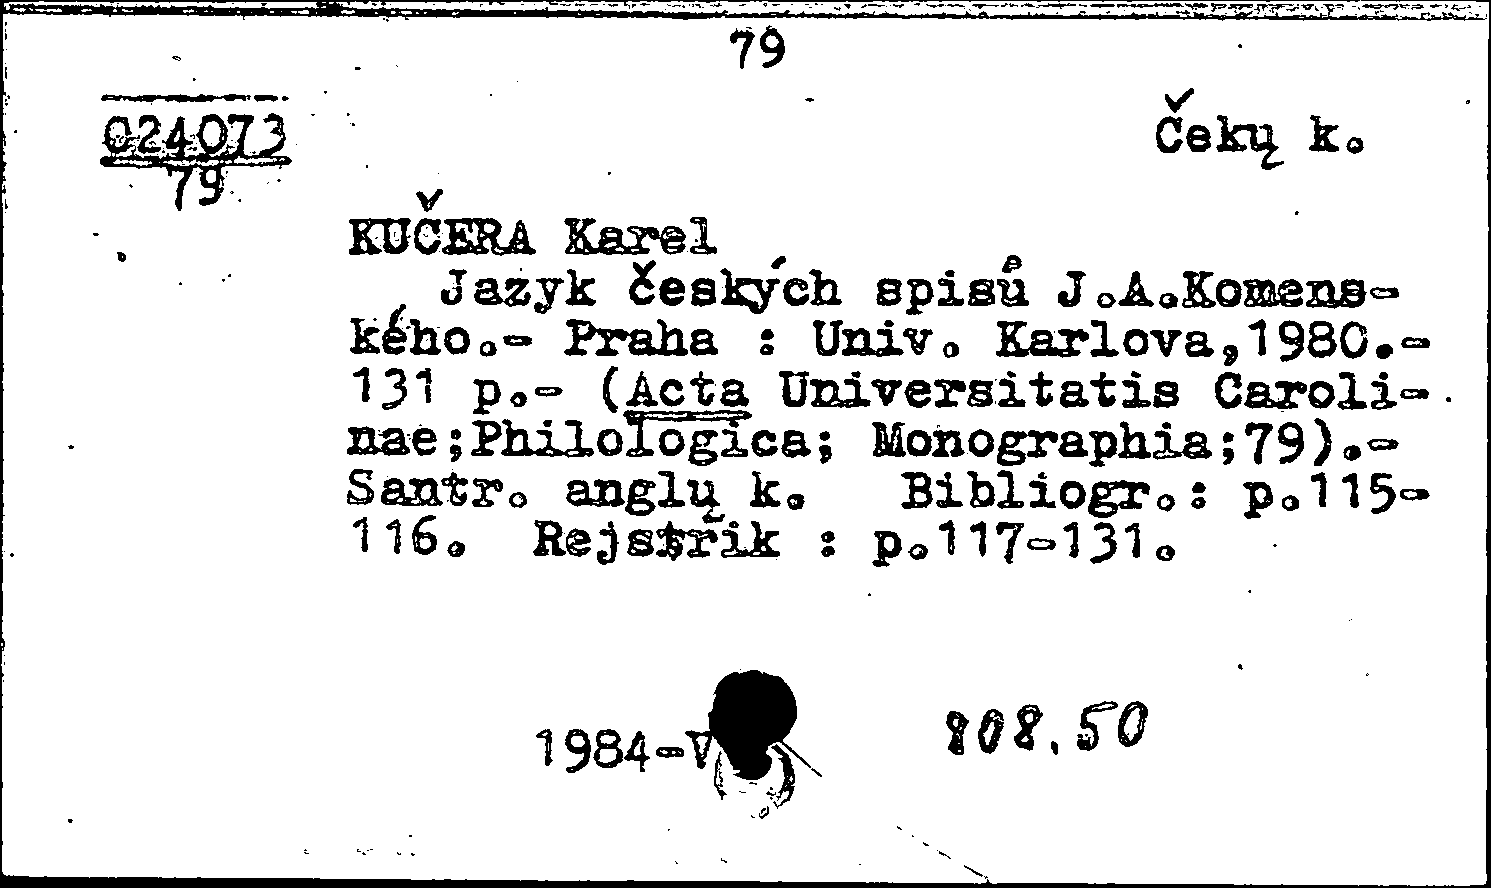 79
024073
79
Čekų k.
KUČERA Karel
Jazyk českých spisů J.A.Komens-
kého.- Praha : Univ. Karlova,1980.-
131 p.- (Acta Universitatis Caroli-
nae;Philologica; Monographia;79).-
Santr. anglų k. Bibliogr.: p.115-
116. Rejstřik : p.117-131.
1984-V
808.50